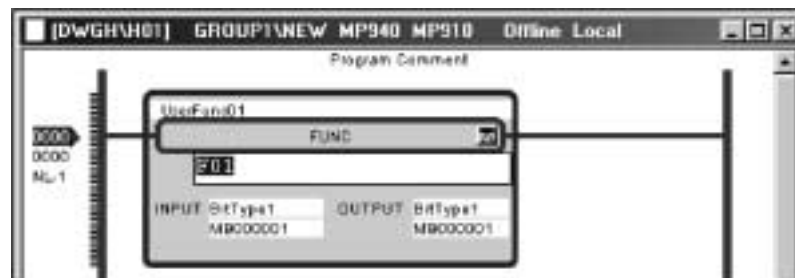 [DWGH\H01] GROUP1\NEW MP940 MP910 Offline Local
Program Comment
UserFunc01
0000 FUNC
0000 F01
NL-1
INPUT BitType1 OUTPUT BitType1
MB000001 MB000001